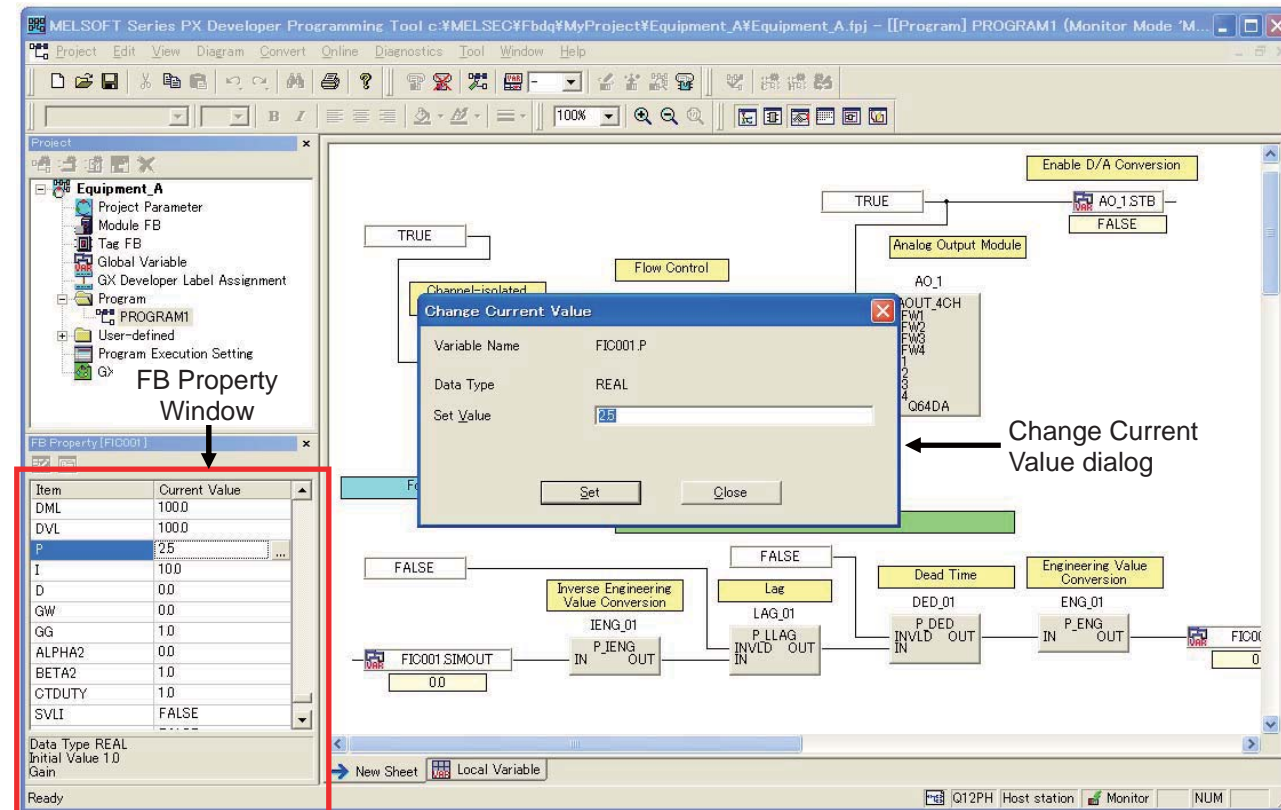 MELSOFT Series PX Developer Programming Tool c:¥MELSEC¥Fbdq¥MyProject¥Equipment_A¥Equipment_A.fpj - [[Program] PROGRAM1 (Monitor Mode 'M...
Project Edit View Diagram Convert Online Diagnostics Tool Window Help
100%
Project
Equipment_A
Project Parameter
Module FB
Tag FB
Global Variable
GX Developer Label Assignment
Program
PROGRAM1
User-defined
Program Execution Setting
GX
FB Property
Window
FB Property [FIC001]
Item Current Value
DML 100.0
DVL 100.0
P 2.5 ...
I 10.0
D 0.0
GW 0.0
GG 1.0
ALPHA2 0.0
BETA2 1.0
CTDUTY 1.0
SVLI FALSE
Data Type REAL
Initial Value 1.0
Gain
Enable D/A Conversion
TRUE
AO_1.STB
FALSE
TRUE
Analog Output Module
Flow Control
Channel-isolated
AO_1
AOUT_4CH
FW1
FW2
FW3
FW4
1
2
3
4
Q64DA
Change Current Value
Variable Name FIC001.P
Data Type REAL
Set Value 2.5
Set Close
Change Current
Value dialog
FALSE
FALSE
Inverse Engineering
Value Conversion
Lag
Dead Time
Engineering Value
Conversion
IENG_01
LAG_01
DED_01
ENG_01
P_IENG
IN OUT
P_LLAG
INVLD OUT
IN
P_DED
INVLD OUT
IN
P_ENG
IN OUT
FIC001.SIMOUT
0.0
FIC00
0
New Sheet Local Variable
Ready Q12PH Host station Monitor NUM